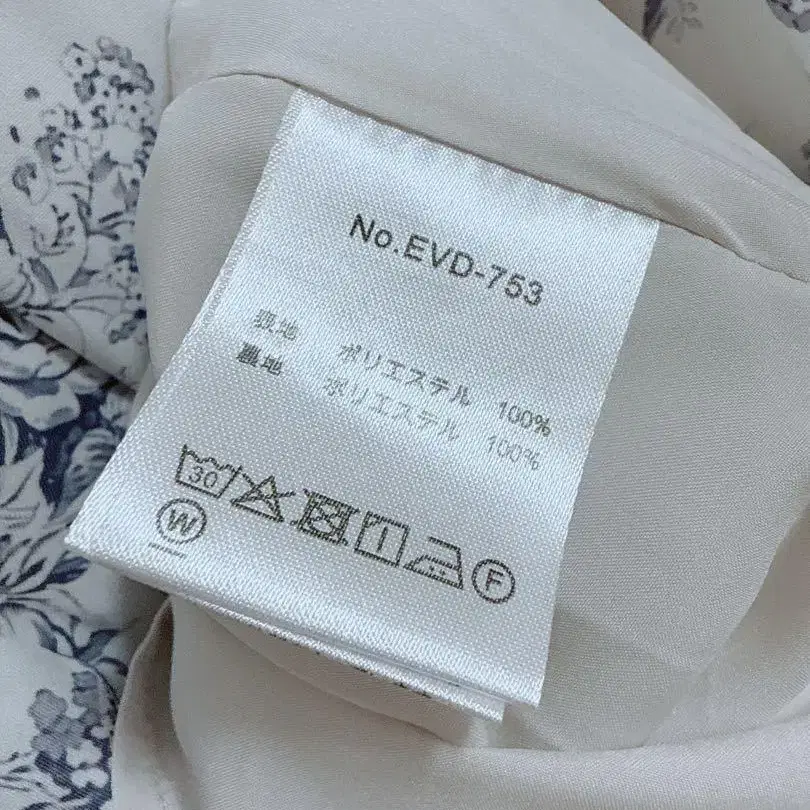 No.EVD-753
表地 ポリエステル 100%
裏地 ポリエステル 100%
30 F
W